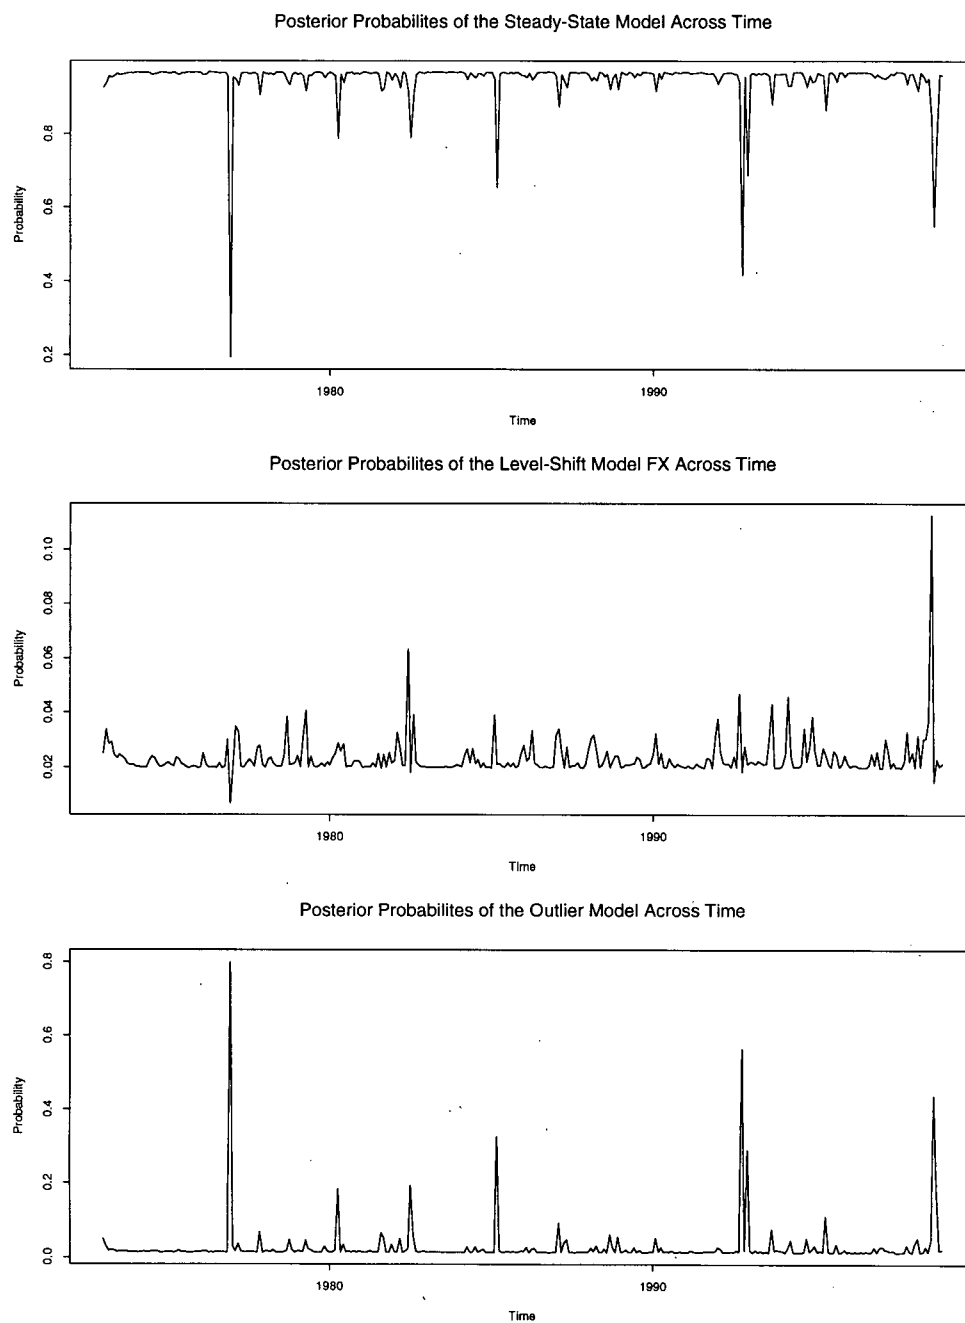 Posterior Probabilites of the Steady-State Model Across Time
0.8
0.6
0.4
0.2
Probability
1980
1990
Time
Posterior Probabilites of the Level-Shift Model FX Across Time
0.10
0.08
0.06
0.04
0.02
Probability
1980
1990
Time
Posterior Probabilites of the Outlier Model Across Time
0.8
0.6
0.4
0.2
0.0
Probability
1980
1990
Time